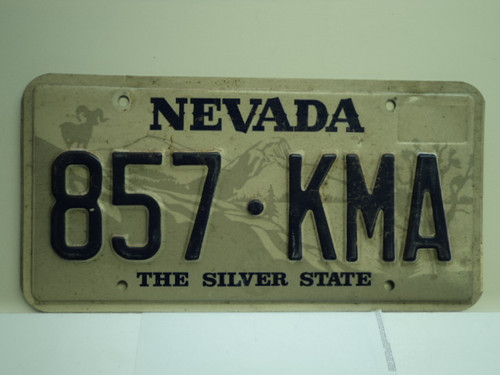 NEVADA
857·KMA
THE SILVER STATE